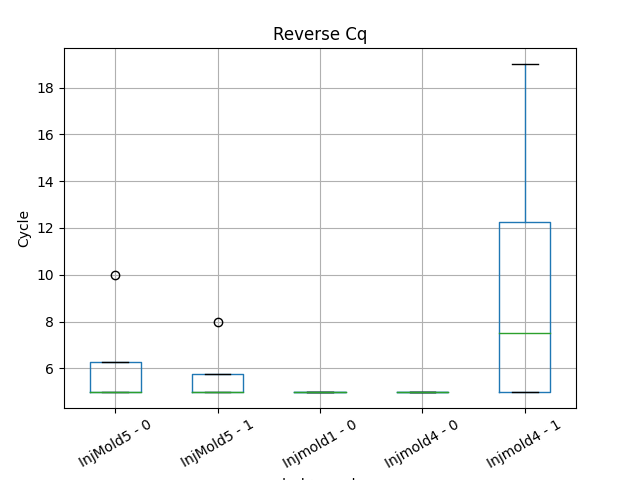 Reverse Cq
Cycle
18
16
14
12
10
8
6
InjMold5 - 0
InjMold5 - 1
Injmold1 - 0
Injmold4 - 0
Injmold4 - 1